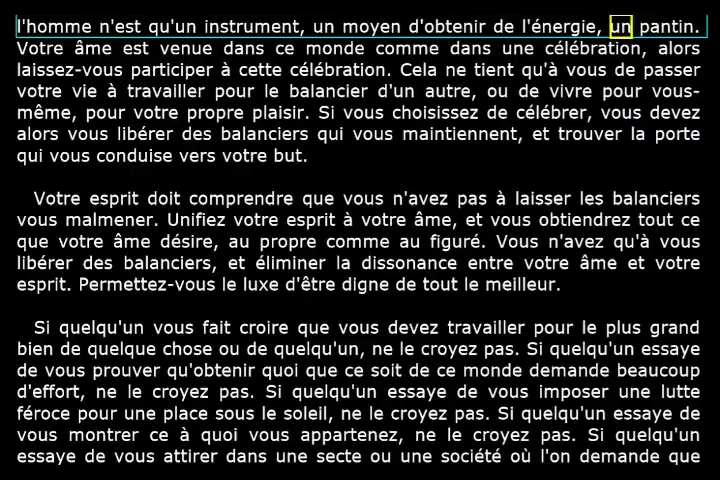 l'homme n'est qu'un instrument, un moyen d'obtenir de l'énergie, un pantin.
Votre âme est venue dans ce monde comme dans une célébration, alors
laissez-vous participer à cette célébration. Cela ne tient qu'à vous de passer
votre vie à travailler pour le balancier d'un autre, ou de vivre pour vous-
même, pour votre propre plaisir. Si vous choisissez de célébrer, vous devez
alors vous libérer des balanciers qui vous maintiennent, et trouver la porte
qui vous conduise vers votre but.
Votre esprit doit comprendre que vous n'avez pas à laisser les balanciers
vous malmener. Unifiez votre esprit à votre âme, et vous obtiendrez tout ce
que votre âme désire, au propre comme au figuré. Vous n'avez qu'à vous
libérer des balanciers, et éliminer la dissonance entre votre âme et votre
esprit. Permettez-vous le luxe d'être digne de tout le meilleur.
Si quelqu'un vous fait croire que vous devez travailler pour le plus grand
bien de quelque chose ou de quelqu'un, ne le croyez pas. Si quelqu'un essaye
de vous prouver qu'obtenir quoi que ce soit de ce monde demande beaucoup
d'effort, ne le croyez pas. Si quelqu'un essaye de vous imposer une lutte
féroce pour une place sous le soleil, ne le croyez pas. Si quelqu'un essaye de
vous montrer ce à quoi vous appartenez, ne le croyez pas. Si quelqu'un
essaye de vous attirer dans une secte ou une société où l'on demande que